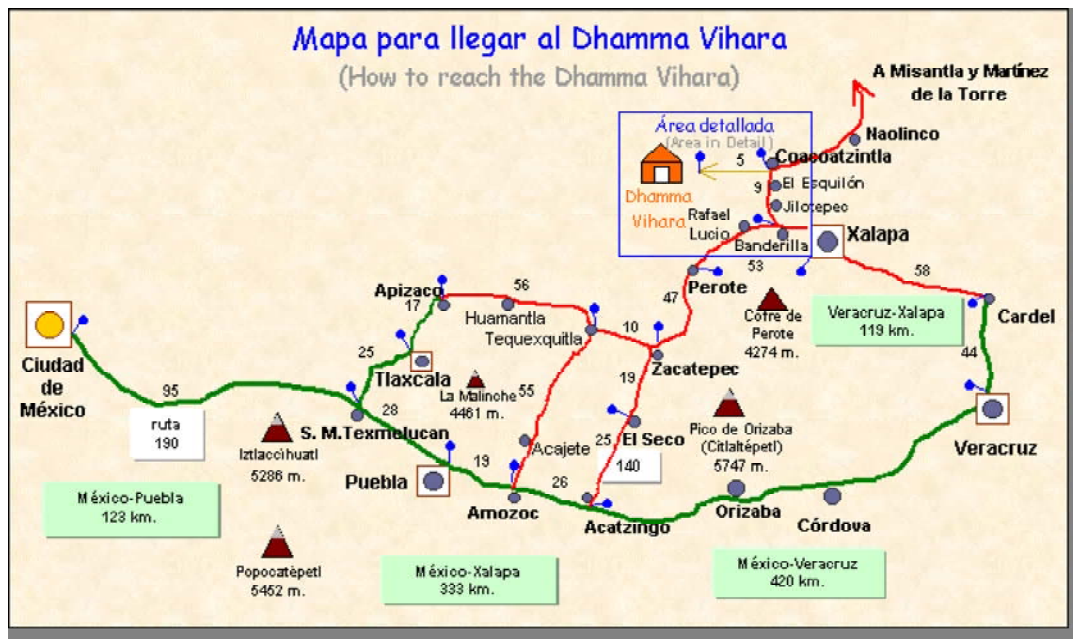 Mapa para llegar al Dhamma Vihara
(How to reach the Dhamma Vihara)
A Misantla y Martínez
de la Torre
Naolinco
Área detallada
(Area in Detail)
5
Coacoatzintla
9
El Esquilón
Jilotepec
Dhamma
Vihara
Rafael
Lucio
Banderilla
Xalapa
53
Perote
58
Cardel
47
Cofre de
Perote
4274 m.
Veracruz-Xalapa
119 km.
44
Apizaco
17
56
Huamantla
Tequexquitla
10
Zacatepec
Ciudad
de
México
25
Tlaxcala
La Malinche
4461 m.
55
19
95
ruta
190
28
S. M.Texmelucan
Iztlaccìhuatl
5286 m.
Acajete
25
El Seco
140
Pico de Orizaba
(Citlaltépetl)
5747 m.
Veracruz
Puebla
19
Amozoc
26
Acatzingo
Orizaba
Córdova
México-Puebla
123 km.
Popocatèpetl
5452 m.
México-Xalapa
333 km.
México-Veracruz
420 km.